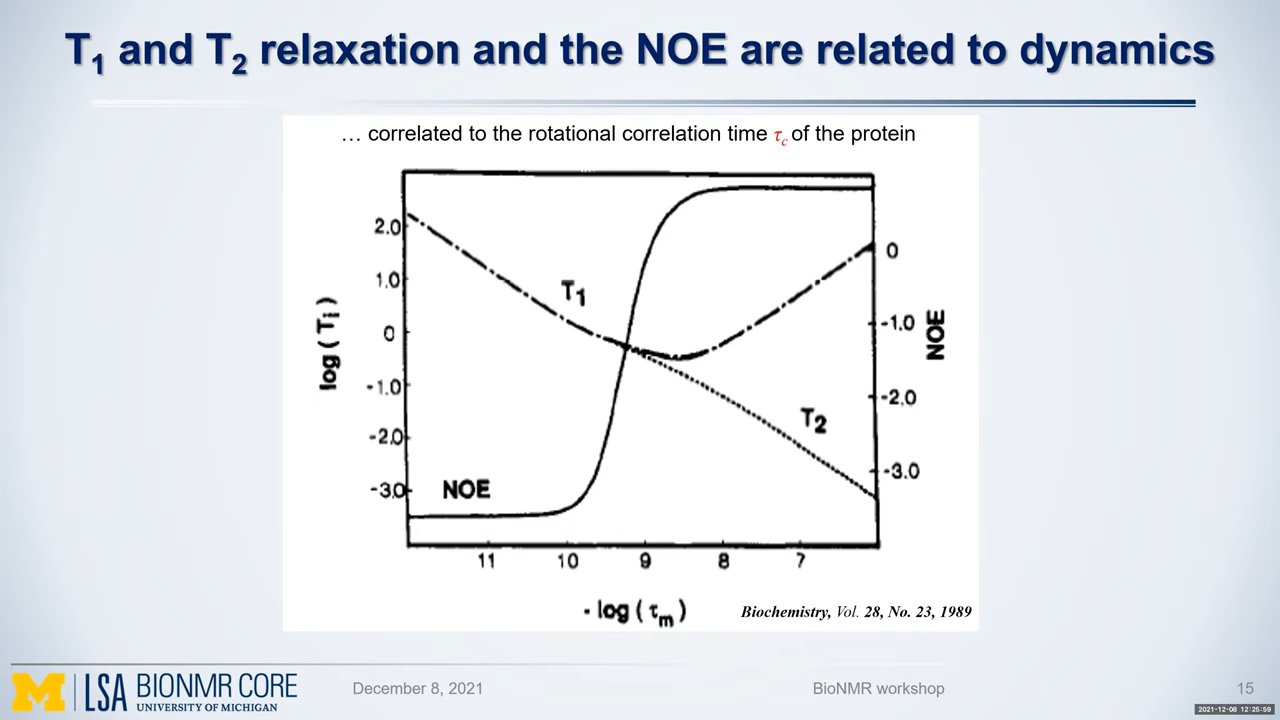 T1 and T2 relaxation and the NOE are related to dynamics
… correlated to the rotational correlation time τc of the protein
2.0
1.0
0
-1.0
-2.0
-3.0
log (Ti)
T1
T2
NOE
0
-1.0
-2.0
-3.0
NOE
11 10 9 8 7
- log (τm)
Biochemistry, Vol. 28, No. 23, 1989
M LSA BIONMR CORE
UNIVERSITY OF MICHIGAN
December 8, 2021
BioNMR workshop
15
2021-12-08 12:25:59